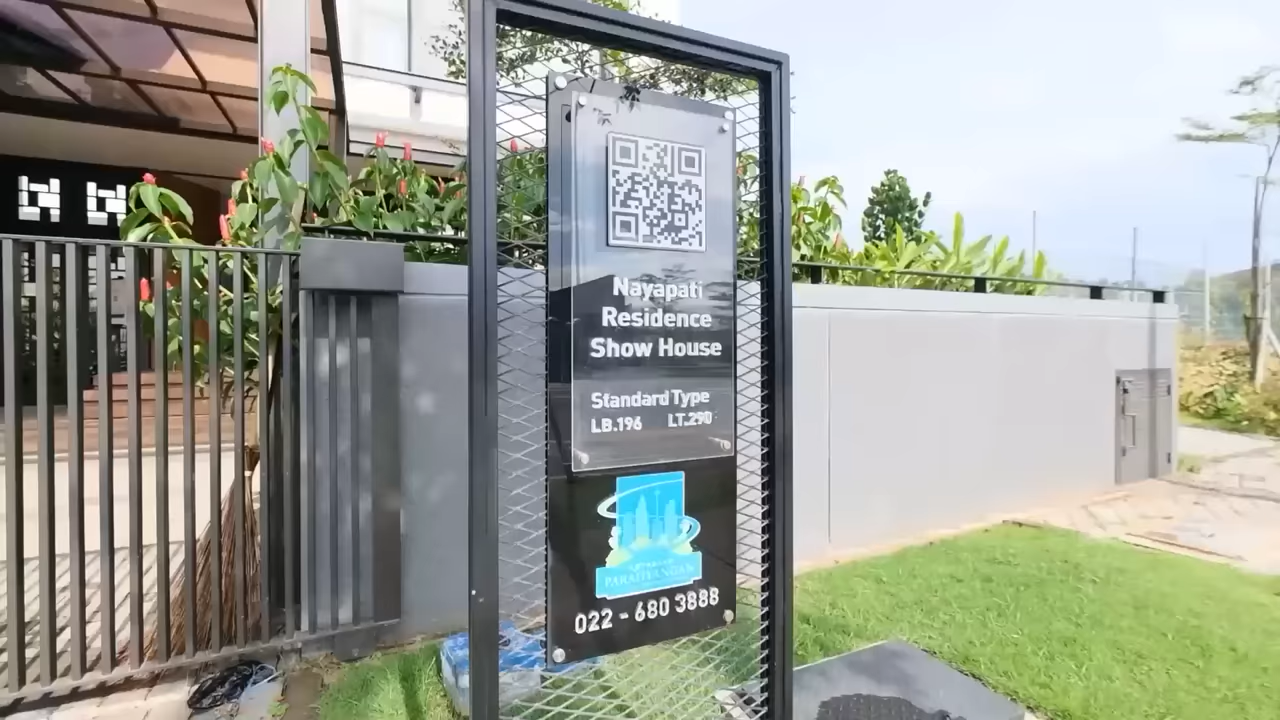 Nayapati
Residence
Show House
Standard Type
LB.196 LT.290
PARAHYANGAN
022 - 680 3888